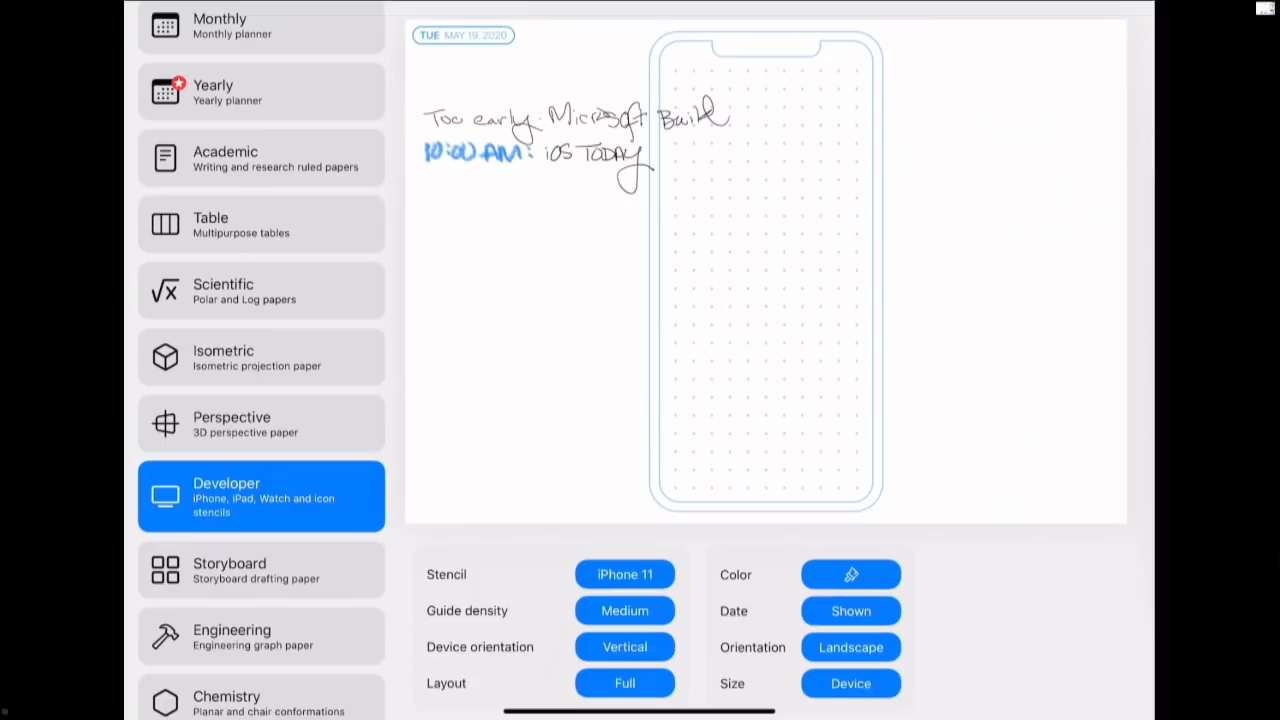 Monthly
Monthly planner
Yearly
Yearly planner
Academic
Writing and research ruled papers
Table
Multipurpose tables
Scientific
Polar and Log papers
Isometric
Isometric projection paper
Perspective
3D perspective paper
Developer
iPhone, iPad, Watch and icon
stencils
Storyboard
Storyboard drafting paper
Engineering
Engineering graph paper
Chemistry
Planar and chair conformations
TUE MAY 19, 2020
Too early: Microsoft Build
10:00 AM: iOS TODAY
Stencil iPhone 11
Guide density Medium
Device orientation Vertical
Layout Full
Color
Date Shown
Orientation Landscape
Size Device